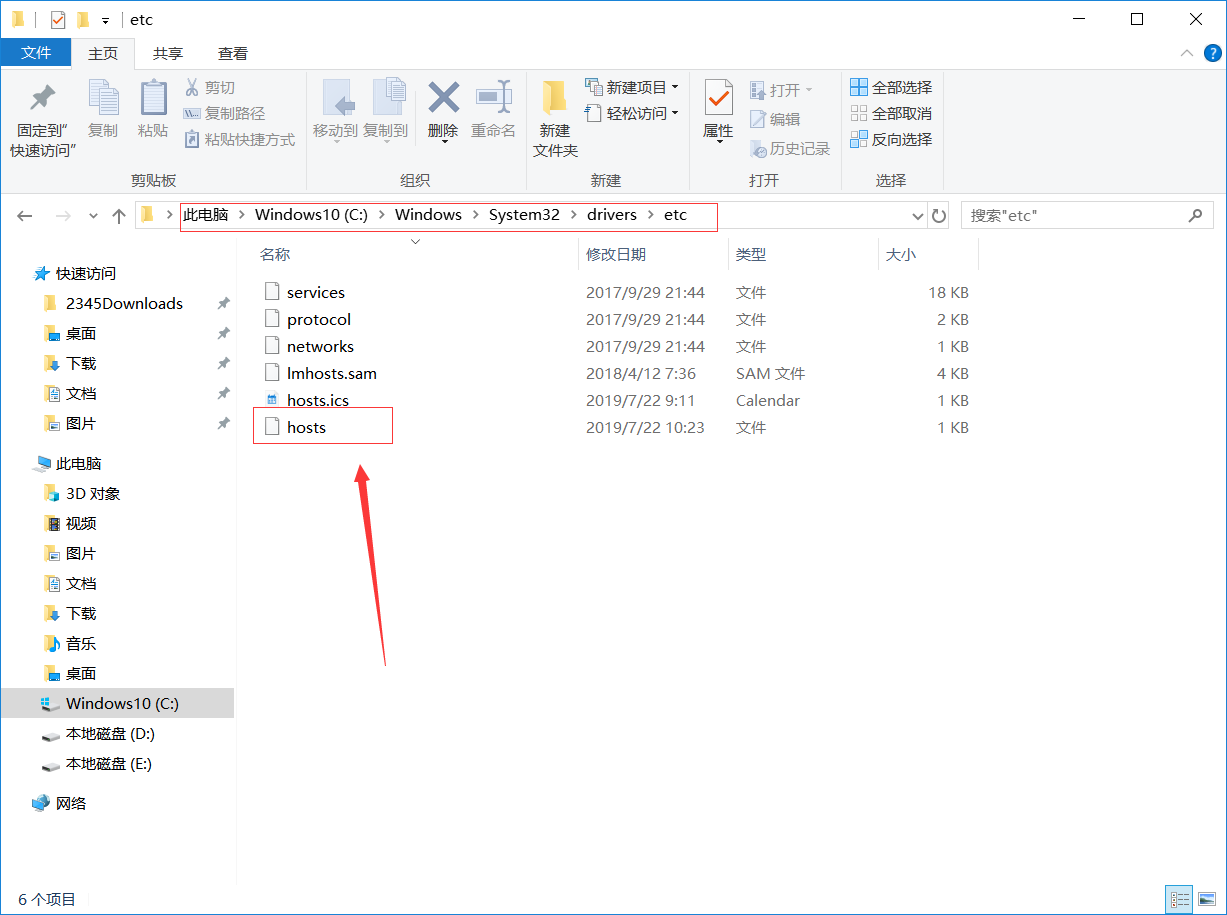 etc
文件 主页 共享 查看
固定到"快速访问" 复制 粘贴 剪切 复制路径 粘贴快捷方式
剪贴板
移动到 复制到 删除 重命名
组织
新建文件夹 新建项目 轻松访问
新建
属性 打开 编辑 历史记录
打开
全部选择 全部取消 反向选择
选择
此电脑 > Windows10 (C:) > Windows > System32 > drivers > etc
搜索"etc"
名称 修改日期 类型 大小
services 2017/9/29 21:44 文件 18 KB
protocol 2017/9/29 21:44 文件 2 KB
networks 2017/9/29 21:44 文件 1 KB
lmhosts.sam 2018/4/12 7:36 SAM 文件 4 KB
hosts.ics 2019/7/22 9:11 Calendar 1 KB
hosts 2019/7/22 10:23 文件 1 KB
快速访问
2345Downloads
桌面
下载
文档
图片
此电脑
3D 对象
视频
图片
文档
下载
音乐
桌面
Windows10 (C:)
本地磁盘 (D:)
本地磁盘 (E:)
网络
6 个项目